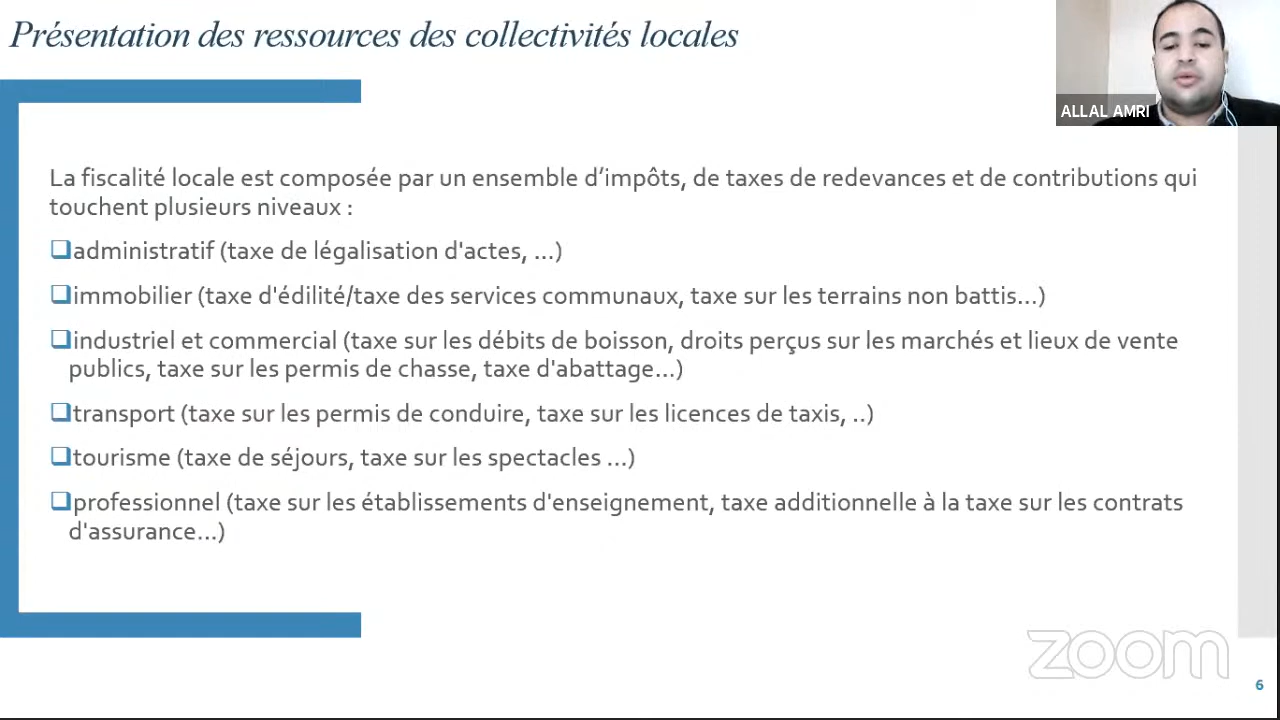 Présentation des ressources des collectivités locales
ALLAL AMRI
La fiscalité locale est composée par un ensemble d’impôts, de taxes de redevances et de contributions qui
touchent plusieurs niveaux :
❑administratif (taxe de légalisation d'actes, ...)
❑immobilier (taxe d'édilité/taxe des services communaux, taxe sur les terrains non battis...)
❑industriel et commercial (taxe sur les débits de boisson, droits perçus sur les marchés et lieux de vente
publics, taxe sur les permis de chasse, taxe d'abattage...)
❑transport (taxe sur les permis de conduire, taxe sur les licences de taxis, ..)
❑tourisme (taxe de séjours, taxe sur les spectacles ...)
❑professionnel (taxe sur les établissements d'enseignement, taxe additionnelle à la taxe sur les contrats
d'assurance...)
zoom
6